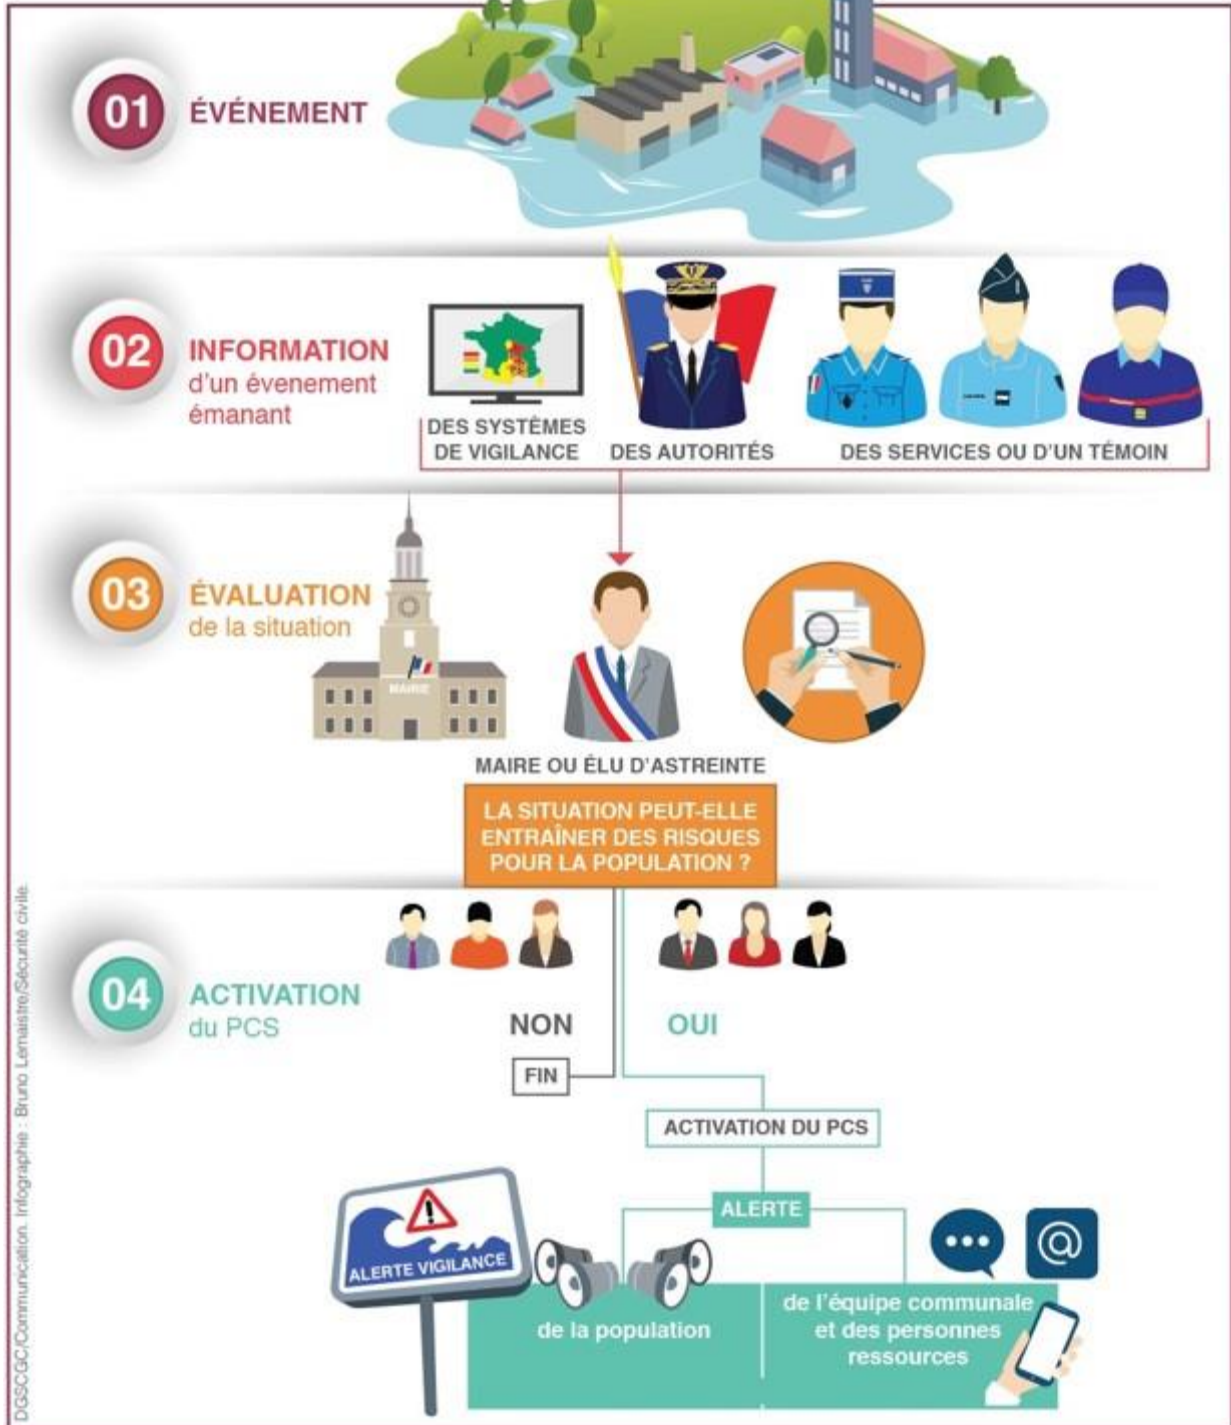 01
ÉVÉNEMENT
02
INFORMATION
d'un évenement
émanant
DES SYSTÈMES
DE VIGILANCE
DES AUTORITÉS
DES SERVICES OU D'UN TÉMOIN
03
ÉVALUATION
de la situation
MAIRIE
MAIRE OU ÉLU D'ASTREINTE
LA SITUATION PEUT-ELLE
ENTRAÎNER DES RISQUES
POUR LA POPULATION ?
04
ACTIVATION
du PCS
NON
OUI
FIN
ACTIVATION DU PCS
ALERTE
ALERTE VIGILANCE
de la population
@
de l'équipe communale
et des personnes
ressources
DGSCGC/Communication. Infographie : Bruno Lemaistre/Sécurité civile.